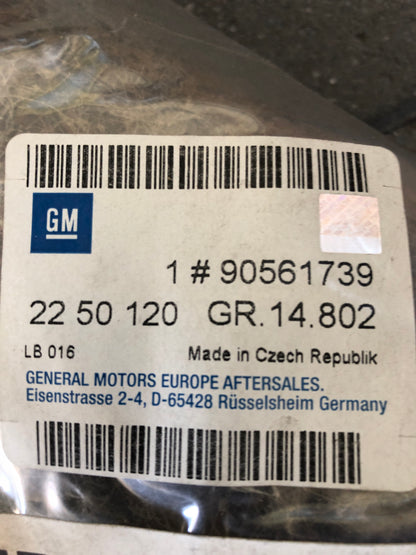 GM
1 # 90561739
22 50 120 GR.14.802
LB 016 Made in Czech Republik
GENERAL MOTORS EUROPE AFTERSALES.
Eisenstrasse 2-4, D-65428 Rüsselsheim Germany